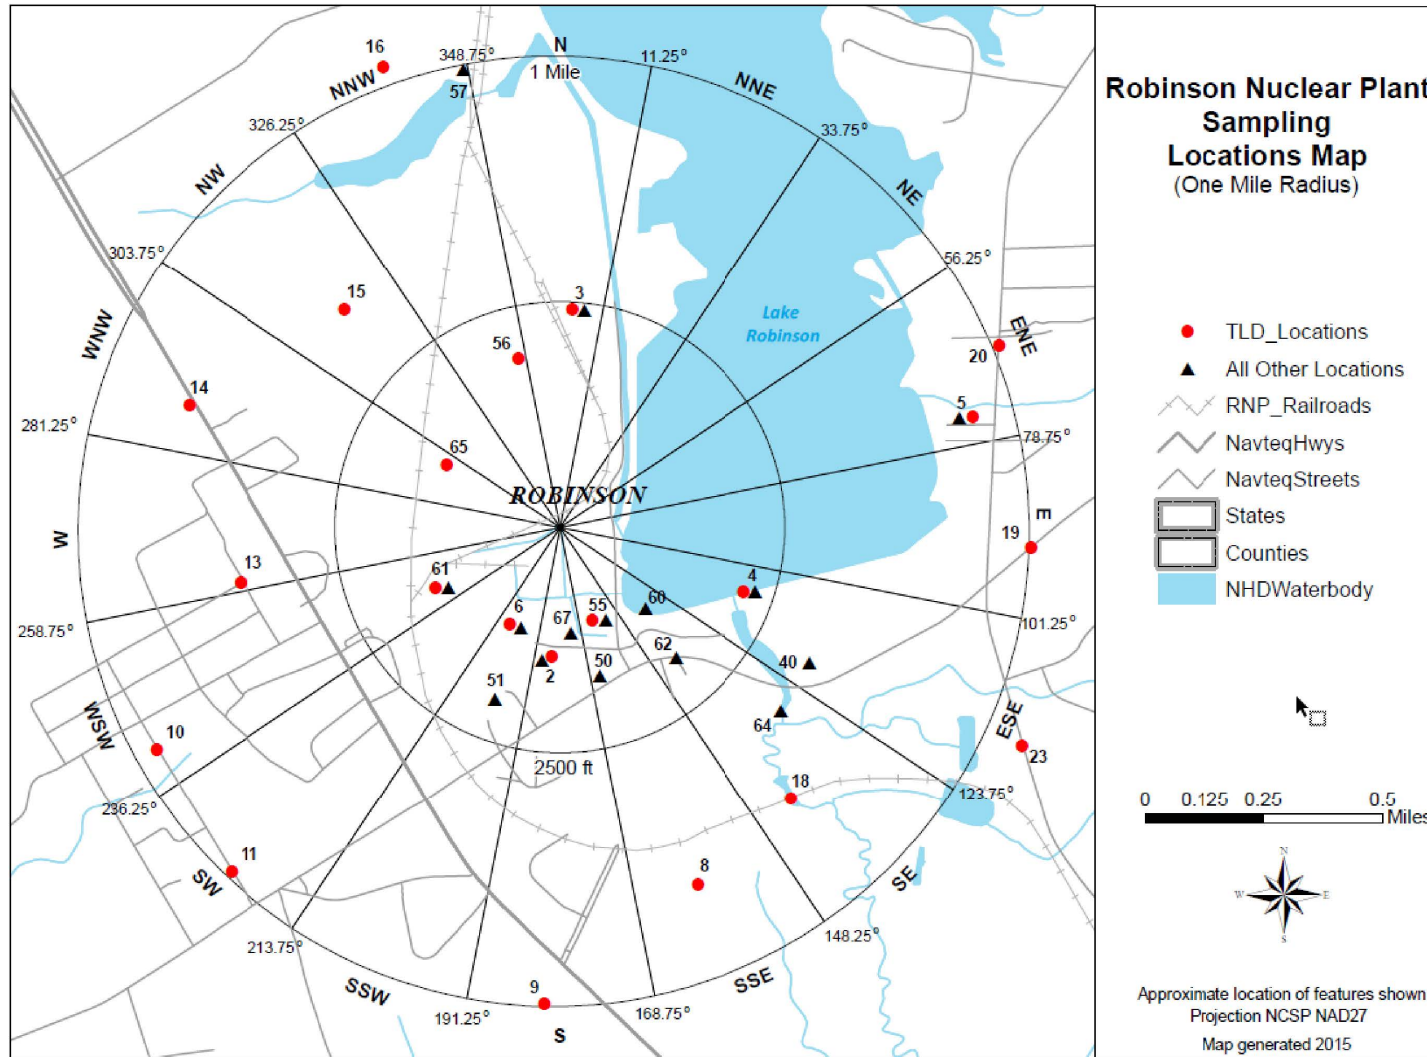 N
1 Mile
16
348.75°
57
11.25°
NNW
NNE
326.25°
33.75°
NW
NE
303.75°
56.25°
15
3
Lake
Robinson
WNW
56
ENE
20
14
5
281.25°
78.75°
65
ROBINSON
W
E
19
13
61
4
6
67
55
60
258.75°
101.25°
62
40
2
50
51
64
WSW
ESE
10
23
2500 ft
18
236.25°
123.75°
11
8
SW
SE
213.75°
148.25°
SSW
SSE
9
191.25°
168.75°
S
Robinson Nuclear Plant
Sampling
Locations Map
(One Mile Radius)
TLD_Locations
All Other Locations
RNP_Railroads
NavteqHwys
NavteqStreets
States
Counties
NHDWaterbody
0 0.125 0.25 0.5
Miles
N
W E
S
Approximate location of features shown
Projection NCSP NAD27
Map generated 2015